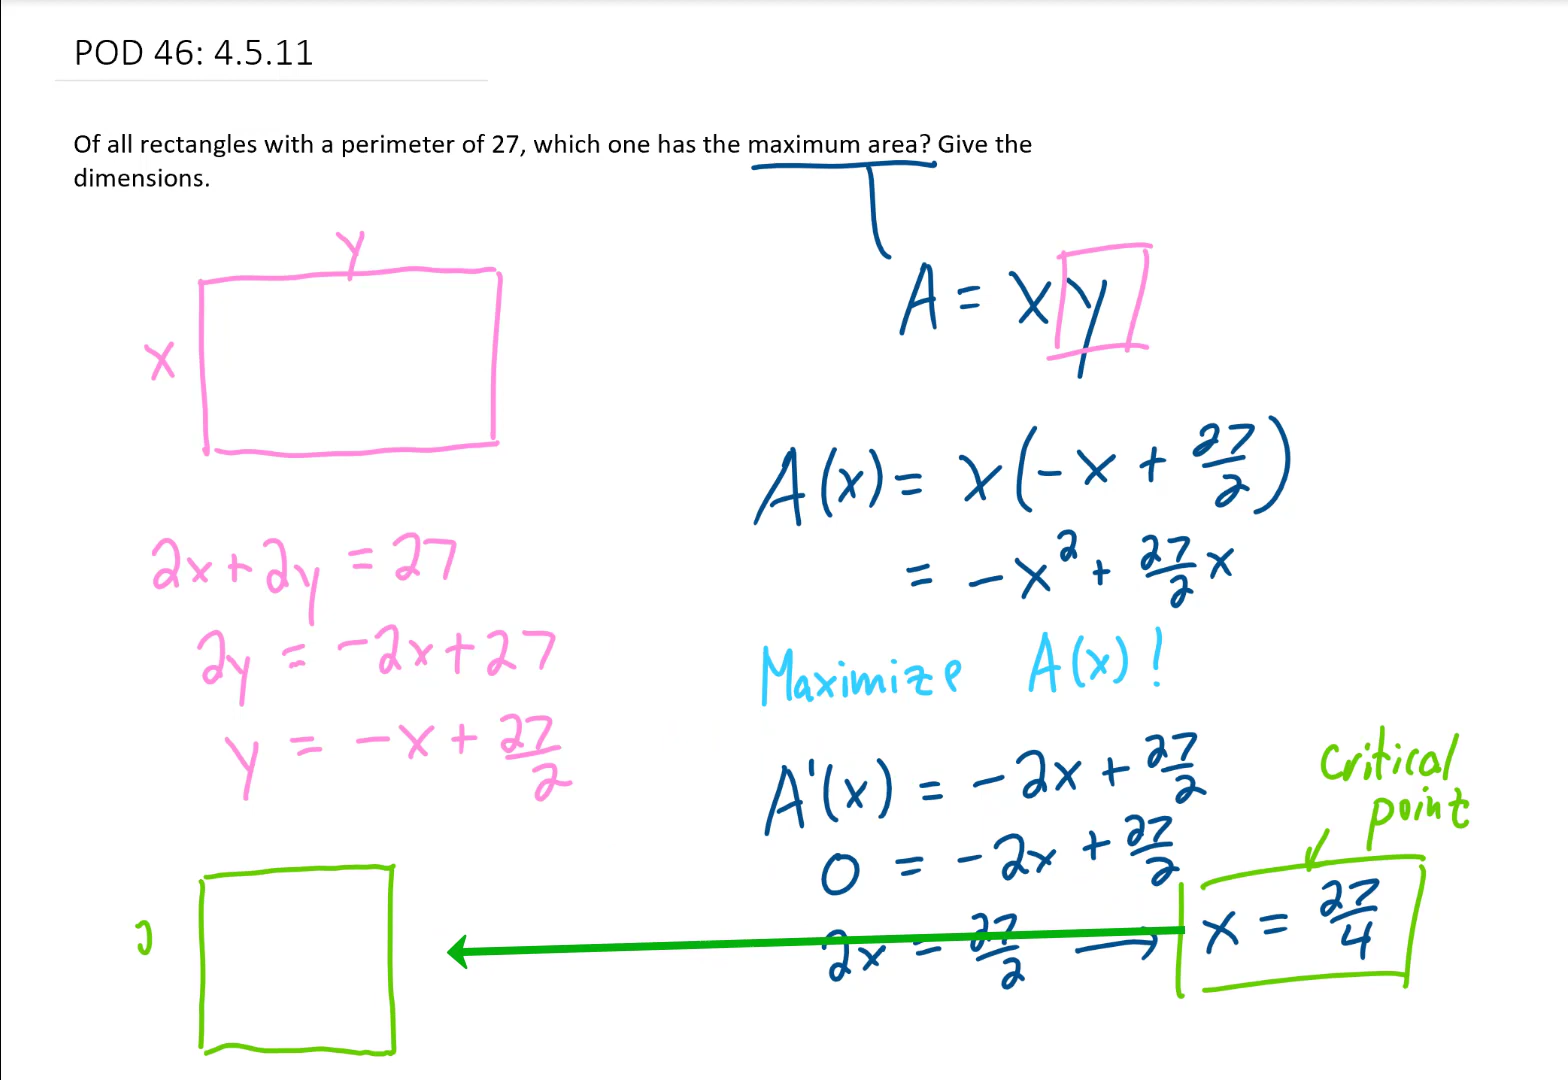 POD 46: 4.5.11
Of all rectangles with a perimeter of 27, which one has the maximum area? Give the
dimensions.
y
x
2x+2y = 27
2y = -2x+27
y = -x + 27/2
A = xy
A(x) = x(-x + 27/2)
= -x² + 27/2 x
Maximize A(x)!
A'(x) = -2x + 27/2
0 = -2x + 27/2
2x = 27/2 → x = 27/4
critical
point